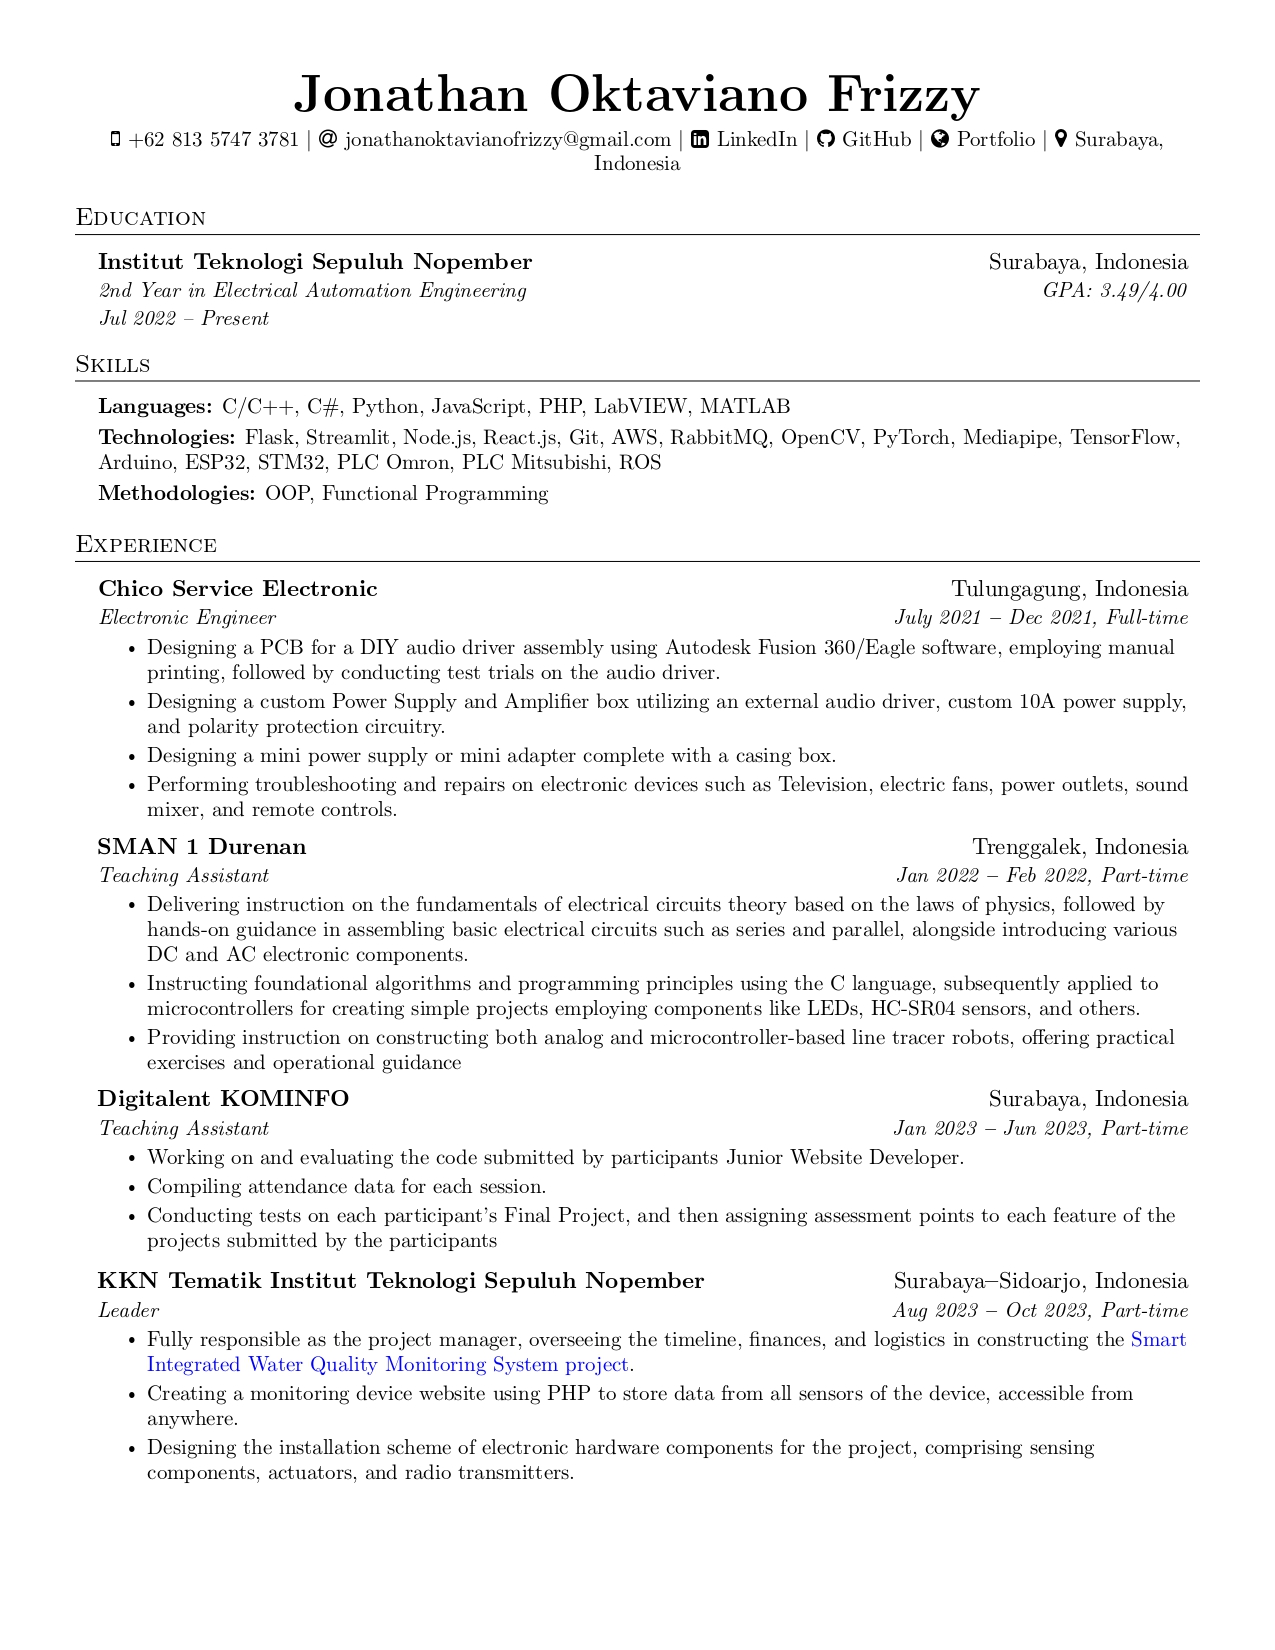 Jonathan Oktaviano Frizzy
+62 813 5747 3781 | jonathanoktavianofrizzy@gmail.com | LinkedIn | GitHub | Portfolio | Surabaya,
Indonesia
Education
Institut Teknologi Sepuluh Nopember Surabaya, Indonesia
2nd Year in Electrical Automation Engineering GPA: 3.49/4.00
Jul 2022 – Present
Skills
Languages: C/C++, C#, Python, JavaScript, PHP, LabVIEW, MATLAB
Technologies: Flask, Streamlit, Node.js, React.js, Git, AWS, RabbitMQ, OpenCV, PyTorch, Mediapipe, TensorFlow,
Arduino, ESP32, STM32, PLC Omron, PLC Mitsubishi, ROS
Methodologies: OOP, Functional Programming
Experience
Chico Service Electronic Tulungagung, Indonesia
Electronic Engineer July 2021 – Dec 2021, Full-time
• Designing a PCB for a DIY audio driver assembly using Autodesk Fusion 360/Eagle software, employing manual
printing, followed by conducting test trials on the audio driver.
• Designing a custom Power Supply and Amplifier box utilizing an external audio driver, custom 10A power supply,
and polarity protection circuitry.
• Designing a mini power supply or mini adapter complete with a casing box.
• Performing troubleshooting and repairs on electronic devices such as Television, electric fans, power outlets, sound
mixer, and remote controls.
SMAN 1 Durenan Trenggalek, Indonesia
Teaching Assistant Jan 2022 – Feb 2022, Part-time
• Delivering instruction on the fundamentals of electrical circuits theory based on the laws of physics, followed by
hands-on guidance in assembling basic electrical circuits such as series and parallel, alongside introducing various
DC and AC electronic components.
• Instructing foundational algorithms and programming principles using the C language, subsequently applied to
microcontrollers for creating simple projects employing components like LEDs, HC-SR04 sensors, and others.
• Providing instruction on constructing both analog and microcontroller-based line tracer robots, offering practical
exercises and operational guidance
Digitalent KOMINFO Surabaya, Indonesia
Teaching Assistant Jan 2023 – Jun 2023, Part-time
• Working on and evaluating the code submitted by participants Junior Website Developer.
• Compiling attendance data for each session.
• Conducting tests on each participant's Final Project, and then assigning assessment points to each feature of the
projects submitted by the participants
KKN Tematik Institut Teknologi Sepuluh Nopember Surabaya–Sidoarjo, Indonesia
Leader Aug 2023 – Oct 2023, Part-time
• Fully responsible as the project manager, overseeing the timeline, finances, and logistics in constructing the Smart
Integrated Water Quality Monitoring System project.
• Creating a monitoring device website using PHP to store data from all sensors of the device, accessible from
anywhere.
• Designing the installation scheme of electronic hardware components for the project, comprising sensing
components, actuators, and radio transmitters.